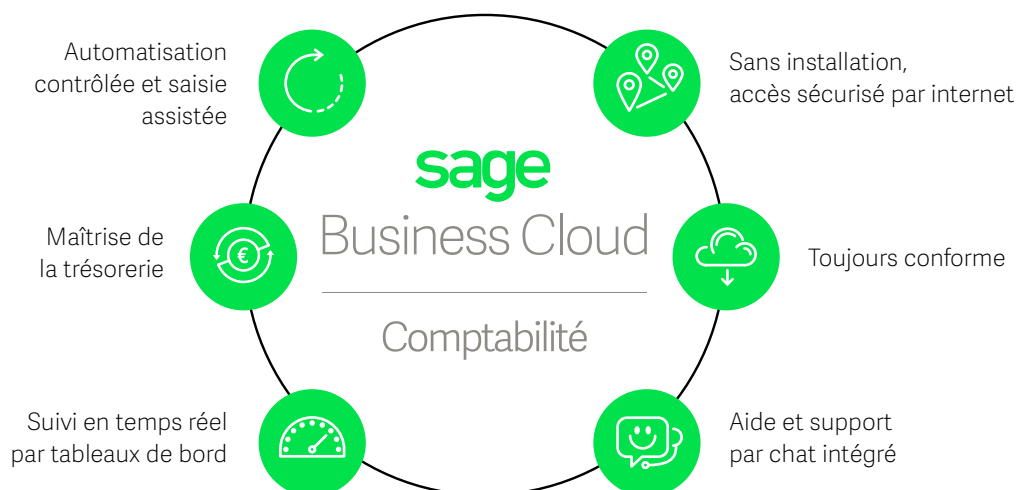 Automatisation
contrôlée et saisie
assistée
Sans installation,
accès sécurisé par internet
sage
Business Cloud
Comptabilité
Maîtrise de
la trésorerie
€
Toujours conforme
Suivi en temps réel
par tableaux de bord
Aide et support
par chat intégré